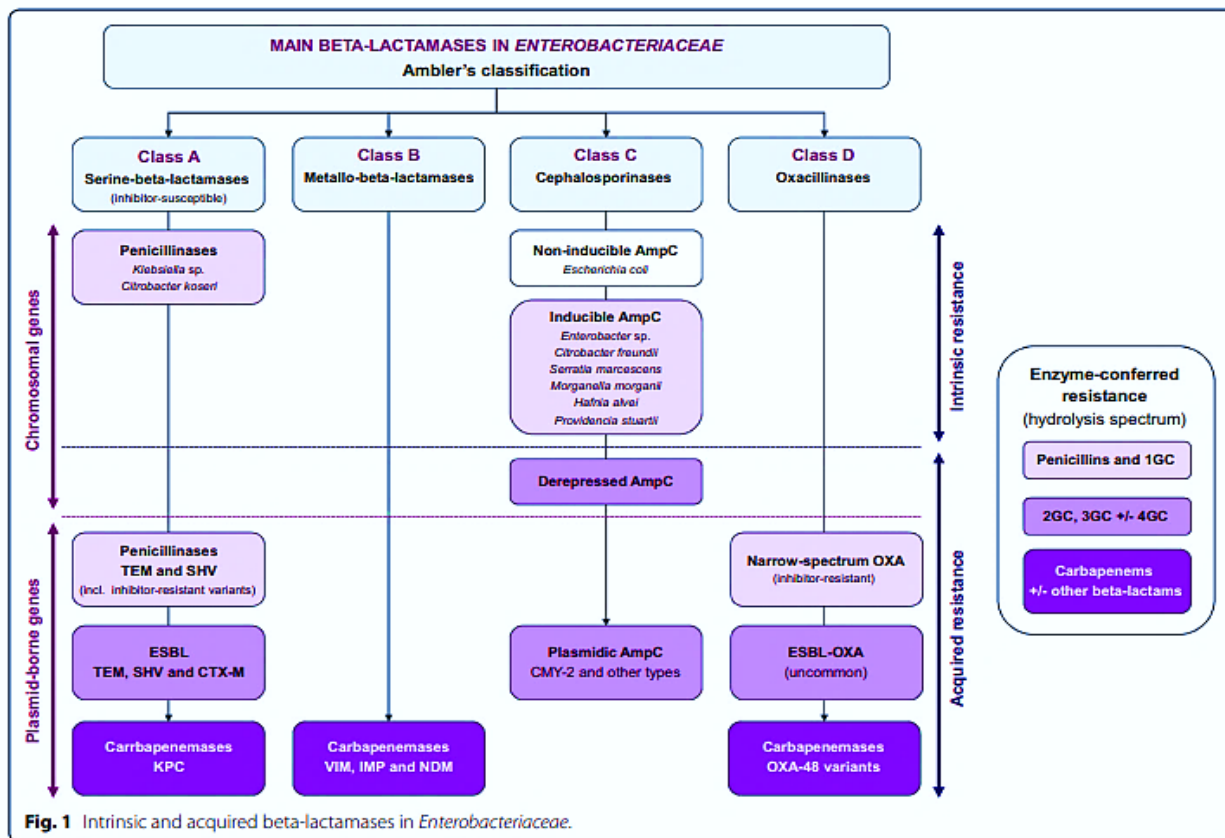 MAIN BETA-LACTAMASES IN ENTEROBACTERIACEAE
Ambler's classification
Class A
Serine-beta-lactamases
(inhibitor-susceptible)
Class B
Metallo-beta-lactamases
Class C
Cephalosporinases
Class D
Oxacillinases
Chromosomal genes
Penicillinases
Klebsiella sp.
Citrobacter koseri
Non-inducible AmpC
Escherichia coli
Inducible AmpC
Enterobacter sp.
Citrobacter freundii
Serratia marcescens
Morganella morganii
Hafnia alvei
Providencia stuartii
Derepressed AmpC
Intrinsic resistance
Plasmid-borne genes
Penicillinases
TEM and SHV
(incl. inhibitor-resistant variants)
Narrow-spectrum OXA
(inhibitor-resistant)
ESBL
TEM, SHV and CTX-M
Plasmidic AmpC
CMY-2 and other types
ESBL-OXA
(uncommon)
Carrbapenemases
KPC
Carbapenemases
VIM, IMP and NDM
Carbapenemases
OXA-48 variants
Acquired resistance
Enzyme-conferred
resistance
(hydrolysis spectrum)
Penicillins and 1GC
2GC, 3GC +/- 4GC
Carbapenems
+/- other beta-lactams
Fig. 1 Intrinsic and acquired beta-lactamases in Enterobacteriaceae.